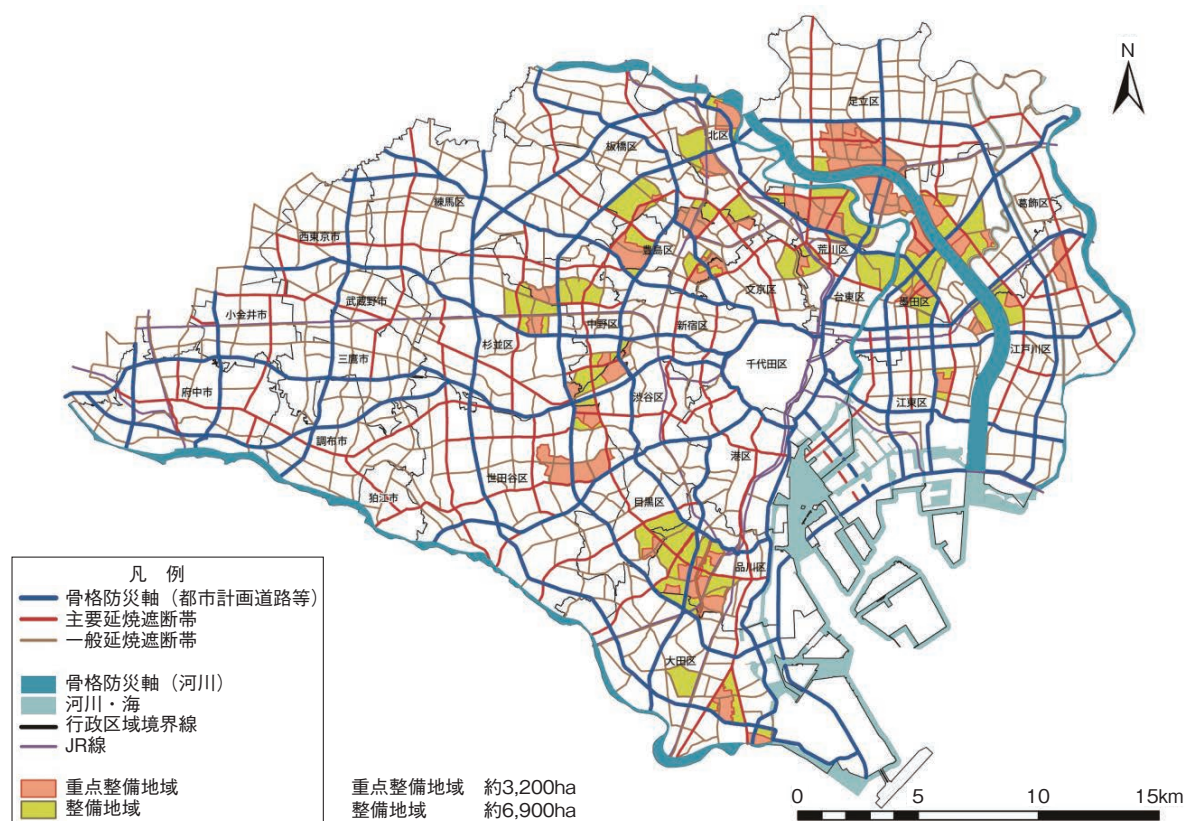 N
足立区
北区
板橋区
葛飾区
練馬区
西東京市
豊島区
荒川区
文京区
台東区
墨田区
武蔵野市
小金井市
中野区
新宿区
杉並区
千代田区
江戸川区
三鷹市
府中市
渋谷区
江東区
調布市
港区
世田谷区
狛江市
目黒区
品川区
大田区
凡 例
骨格防災軸(都市計画道路等)
主要延焼遮断帯
一般延焼遮断帯
骨格防災軸(河川)
河川・海
行政区域境界線
JR線
重点整備地域
整備地域
重点整備地域 約3,200ha
整備地域 約6,900ha
0 5 10 15km